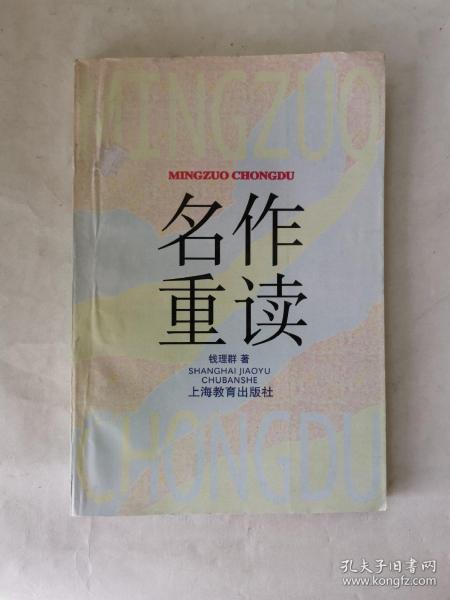 MINGZUO
MINGZUO CHONGDU
名作
重读
钱理群 著
SHANGHAI JIAOYU
CHUBANSHE
上海教育出版社
CHONGDU
孔夫子旧书网
www.kongfz.com